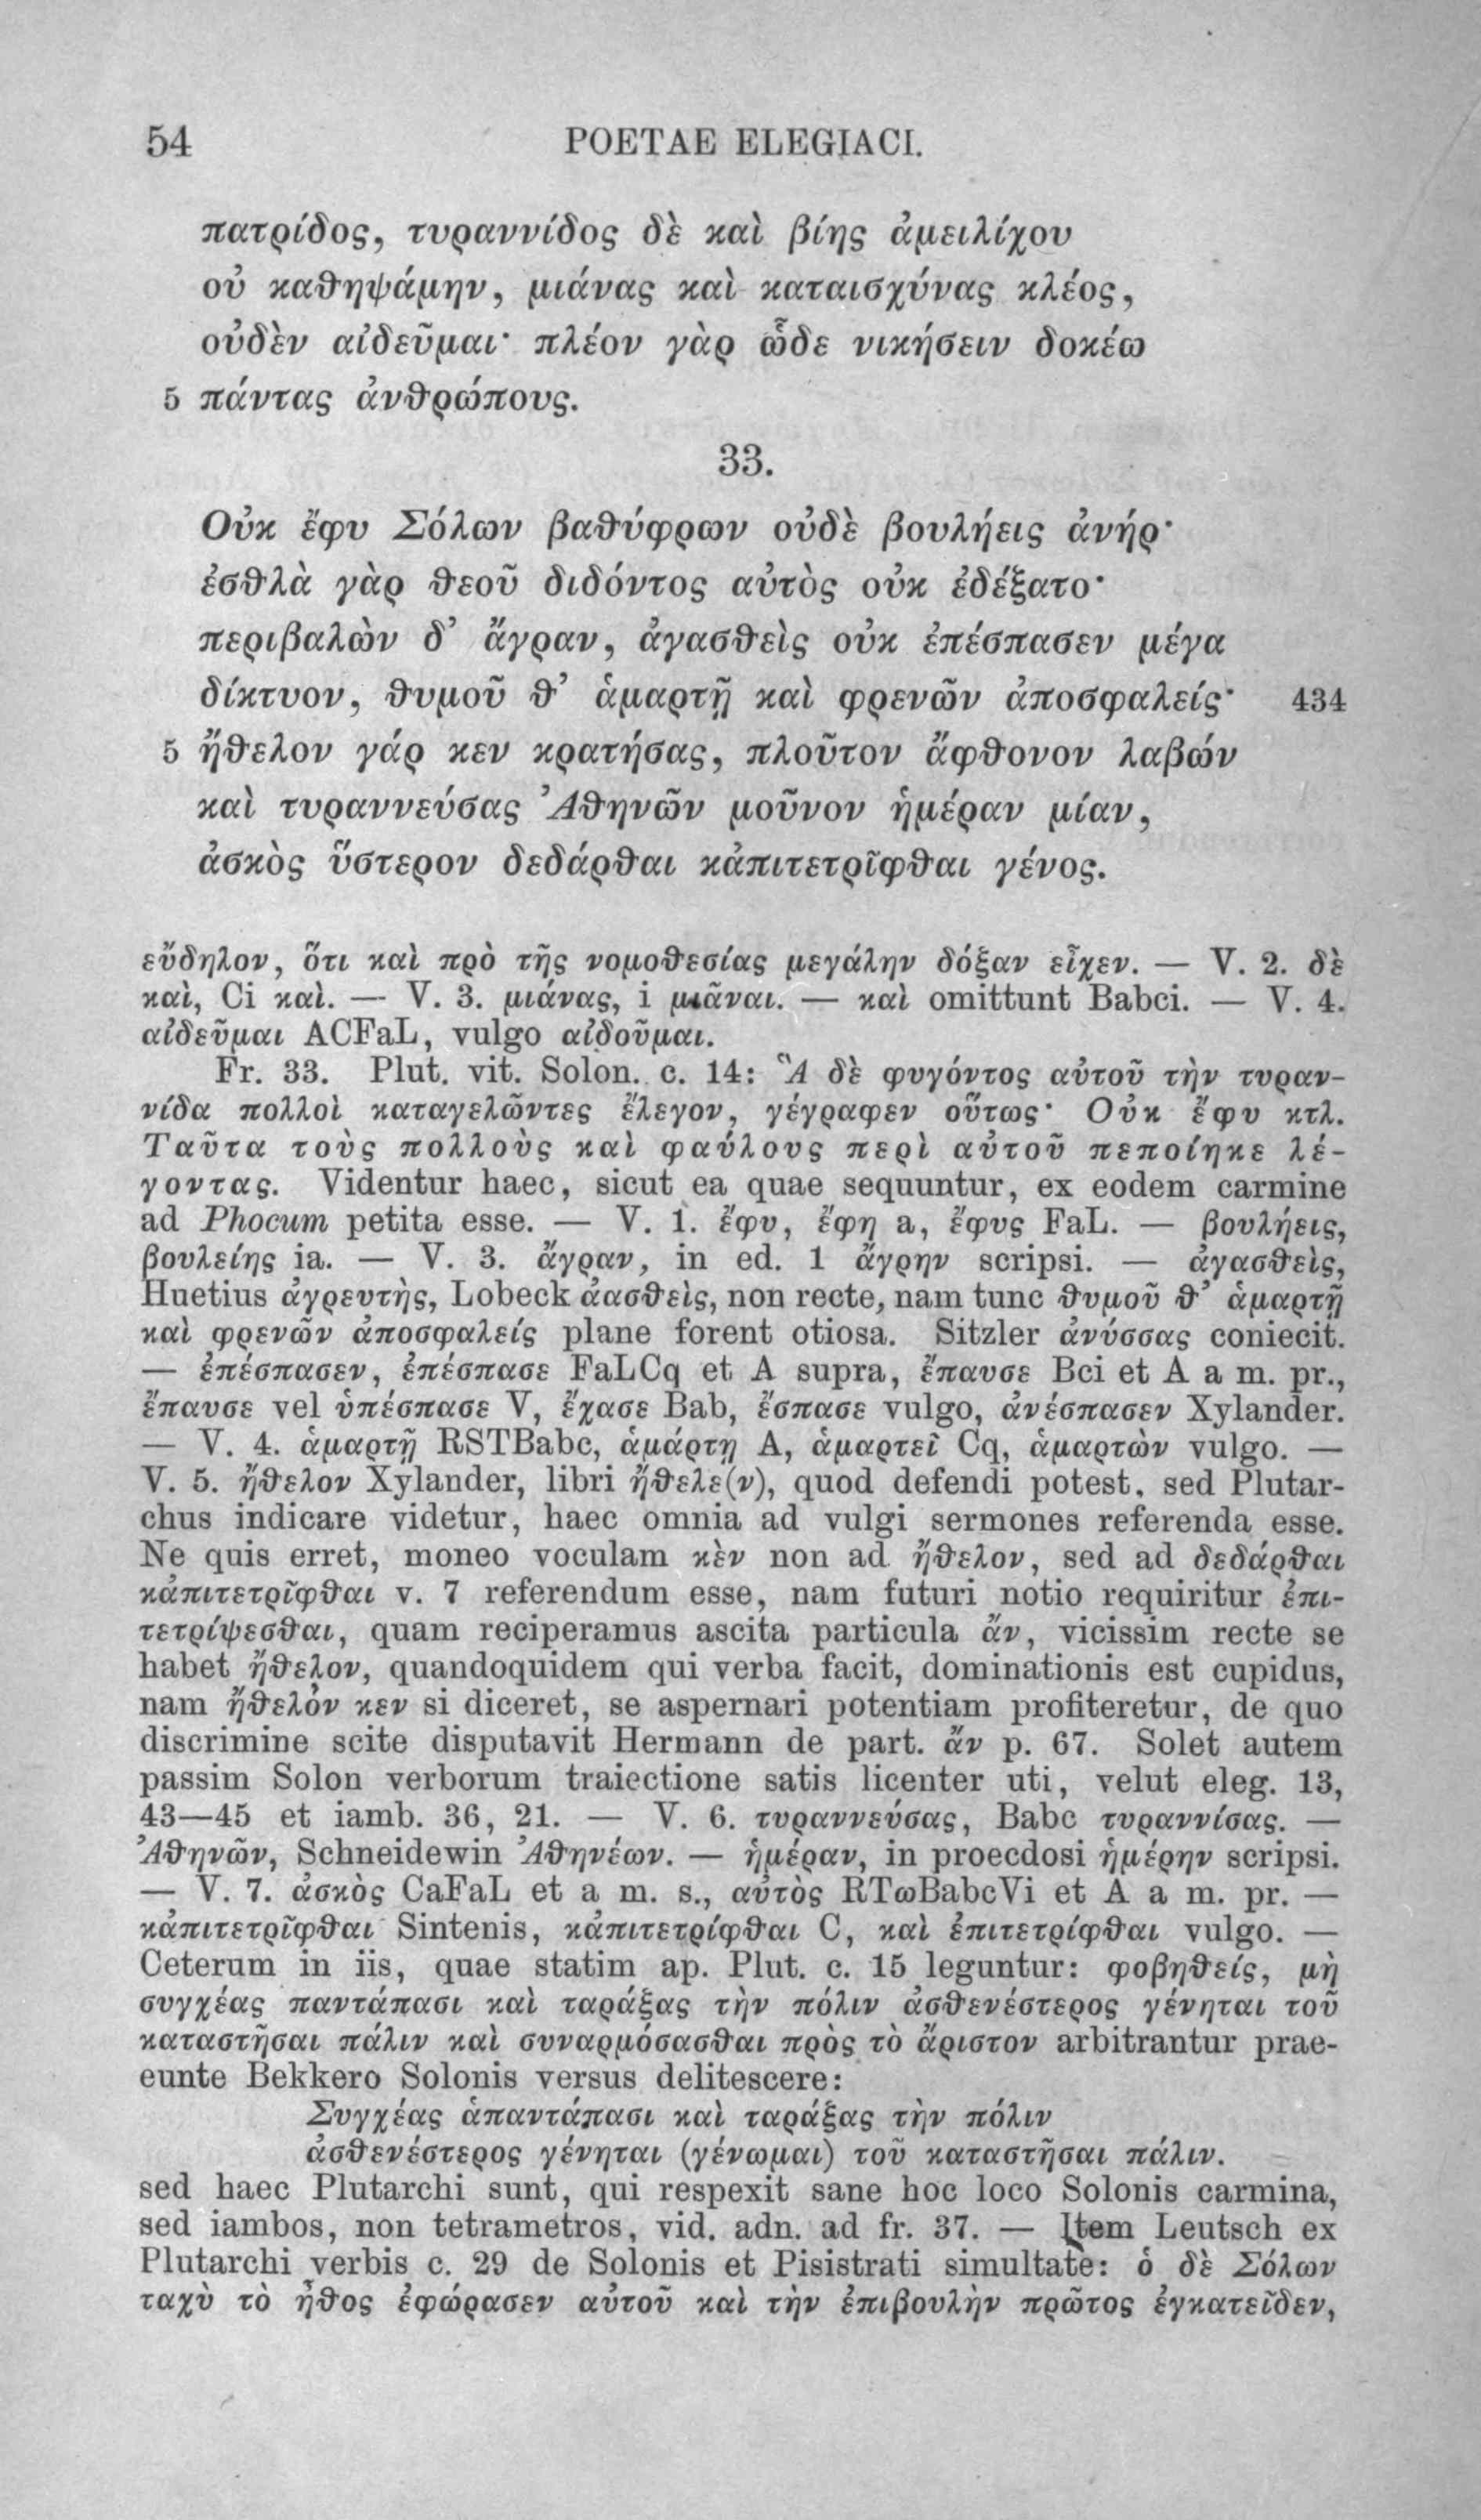 54
POETAE ELEGIACI.
πατρίδος, τυραννίδος δὲ καὶ βίης ἀμειλίχου
οὐ καθηψάμην, μιάνας καὶ καταισχύνας κλέος,
οὐδὲν αἰδεῦμαι· πλέον γὰρ ὧδε νικήσειν δοκέω
5 πάντας ἀνθρώπους.
33.
Οὐκ ἔφυ Σόλων βαθύφρων οὐδὲ βουλήεις ἀνήρ·
ἐσθλὰ γὰρ θεοῦ διδόντος αὐτὸς οὐκ ἐδέξατο·
περιβαλὼν δ’ ἄγραν, ἀγασθεὶς οὐκ ἐπέσπασεν μέγα
δίκτυον, θυμοῦ θ’ ἁμαρτῇ καὶ φρενῶν ἀποσφαλείς· 434
5 ἤθελον γάρ κεν κρατήσας, πλοῦτον ἄφθονον λαβών
καὶ τυραννεύσας Ἀθηνῶν μοῦνον ἡμέραν μίαν,
ἀσκὸς ὕστερον δεδάρθαι κἀπιτετρῖφθαι γένος.
εὔδηλον, ὅτι καὶ πρὸ τῆς νομοθεσίας μεγάλην δόξαν εἶχεν. — V. 2. δὲ
καὶ, Ci καὶ. — V. 3. μιάνας, i μιᾶναι. — καὶ omittunt Babci. — V. 4.
αἰδεῦμαι ACFaL, vulgo αἰδοῦμαι.
Fr. 33. Plut. vit. Solon. c. 14: Ἃ δὲ φυγόντος αὐτοῦ τὴν τυραν-
νίδα πολλοὶ καταγελῶντες ἔλεγον, γέγραφεν οὕτως· Οὐκ ἔφυ κτλ.
Ταῦτα τοὺς πολλοὺς καὶ φαύλους περὶ αὐτοῦ πεποίηκε λέ-
γοντας. Videntur haec, sicut ea quae sequuntur, ex eodem carmine
ad Phocum petita esse. — V. 1. ἔφυ, ἔφη a, ἔφυς FaL. — βουλήεις,
βουλείης ia. — V. 3. ἄγραν, in ed. 1 ἄγρην scripsi. — ἀγασθεὶς,
Huetius ἀγρευτὴς, Lobeck ἀασθεὶς, non recte, nam tunc θυμοῦ θ’ ἁμαρτῇ
καὶ φρενῶν ἀποσφαλείς plane forent otiosa. Sitzler ἀνύσσας coniecit.
— ἐπέσπασεν, ἐπέσπασε FaLCq et A supra, ἔπαυσε Bci et A a m. pr.,
ἔπαυσε vel ὑπέσπασε V, ἔχασε Bab, ἔσπασε vulgo, ἀνέσπασεν Xylander.
— V. 4. ἁμαρτῇ RSTBabc, ἁμάρτῃ A, ἁμαρτεῖ Cq, ἁμαρτὼν vulgo. —
V. 5. ἤθελον Xylander, libri ἤθελε(ν), quod defendi potest, sed Plutar-
chus indicare videtur, haec omnia ad vulgi sermones referenda esse.
Ne quis erret, moneo voculam κὲν non ad ἤθελον, sed ad δεδάρθαι
κἀπιτετρῖφθαι v. 7 referendum esse, nam futuri notio requiritur ἐπι-
τετρίψεσθαι, quam reciperamus ascita particula ἄν, vicissim recte se
habet ἤθελον, quandoquidem qui verba facit, dominationis est cupidus,
nam ἤθελόν κεν si diceret, se aspernari potentiam profiteretur, de quo
discrimine scite disputavit Hermann de part. ἄν p. 67. Solet autem
passim Solon verborum traiectione satis licenter uti, velut eleg. 13,
43—45 et iamb. 36, 21. — V. 6. τυραννεύσας, Babc τυραννίσας. —
Ἀθηνῶν, Schneidewin Ἀθηνέων. — ἡμέραν, in proecdosi ἡμέρην scripsi.
— V. 7. ἀσκὸς CaFaL et a m. s., αὐτὸς RTωBabcVi et A a m. pr. —
κἀπιτετρῖφθαι Sintenis, κἀπιτετρίφθαι C, καὶ ἐπιτετρίφθαι vulgo. —
Ceterum in iis, quae statim ap. Plut. c. 15 leguntur: φοβηθείς, μὴ
συγχέας παντάπασι καὶ ταράξας τὴν πόλιν ἀσθενέστερος γένηται τοῦ
καταστῆσαι πάλιν καὶ συναρμόσασθαι πρὸς τὸ ἄριστον arbitrantur prae-
eunte Bekkero Solonis versus delitescere:
Συγχέας ἁπαντάπασι καὶ ταράξας τὴν πόλιν
ἀσθενέστερος γένηται (γένωμαι) τοῦ καταστῆσαι πάλιν.
sed haec Plutarchi sunt, qui respexit sane hoc loco Solonis carmina,
sed iambos, non tetrametros, vid. adn. ad fr. 37. — Item Leutsch ex
Plutarchi verbis c. 29 de Solonis et Pisistrati simultate: ὁ δὲ Σόλων
ταχὺ τὸ ἦθος ἐφώρασεν αὐτοῦ καὶ τὴν ἐπιβουλὴν πρῶτος ἐγκατεῖδεν,